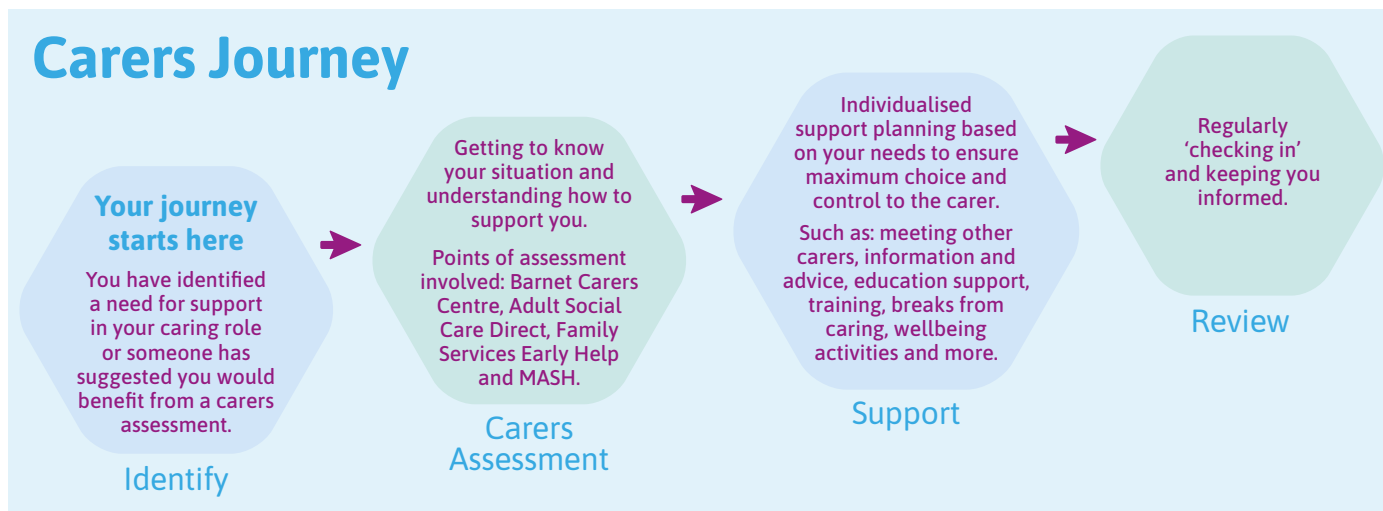 Carers Journey
Your journey
starts here
You have identified
a need for support
in your caring role
or someone has
suggested you would
benefit from a carers
assessment.
Identify
Getting to know
your situation and
understanding how to
support you.
Points of assessment
involved: Barnet Carers
Centre, Adult Social
Care Direct, Family
Services Early Help
and MASH.
Carers
Assessment
Individualised
support planning based
on your needs to ensure
maximum choice and
control to the carer.
Such as: meeting other
carers, information and
advice, education support,
training, breaks from
caring, wellbeing
activities and more.
Support
Regularly
‘checking in’
and keeping you
informed.
Review